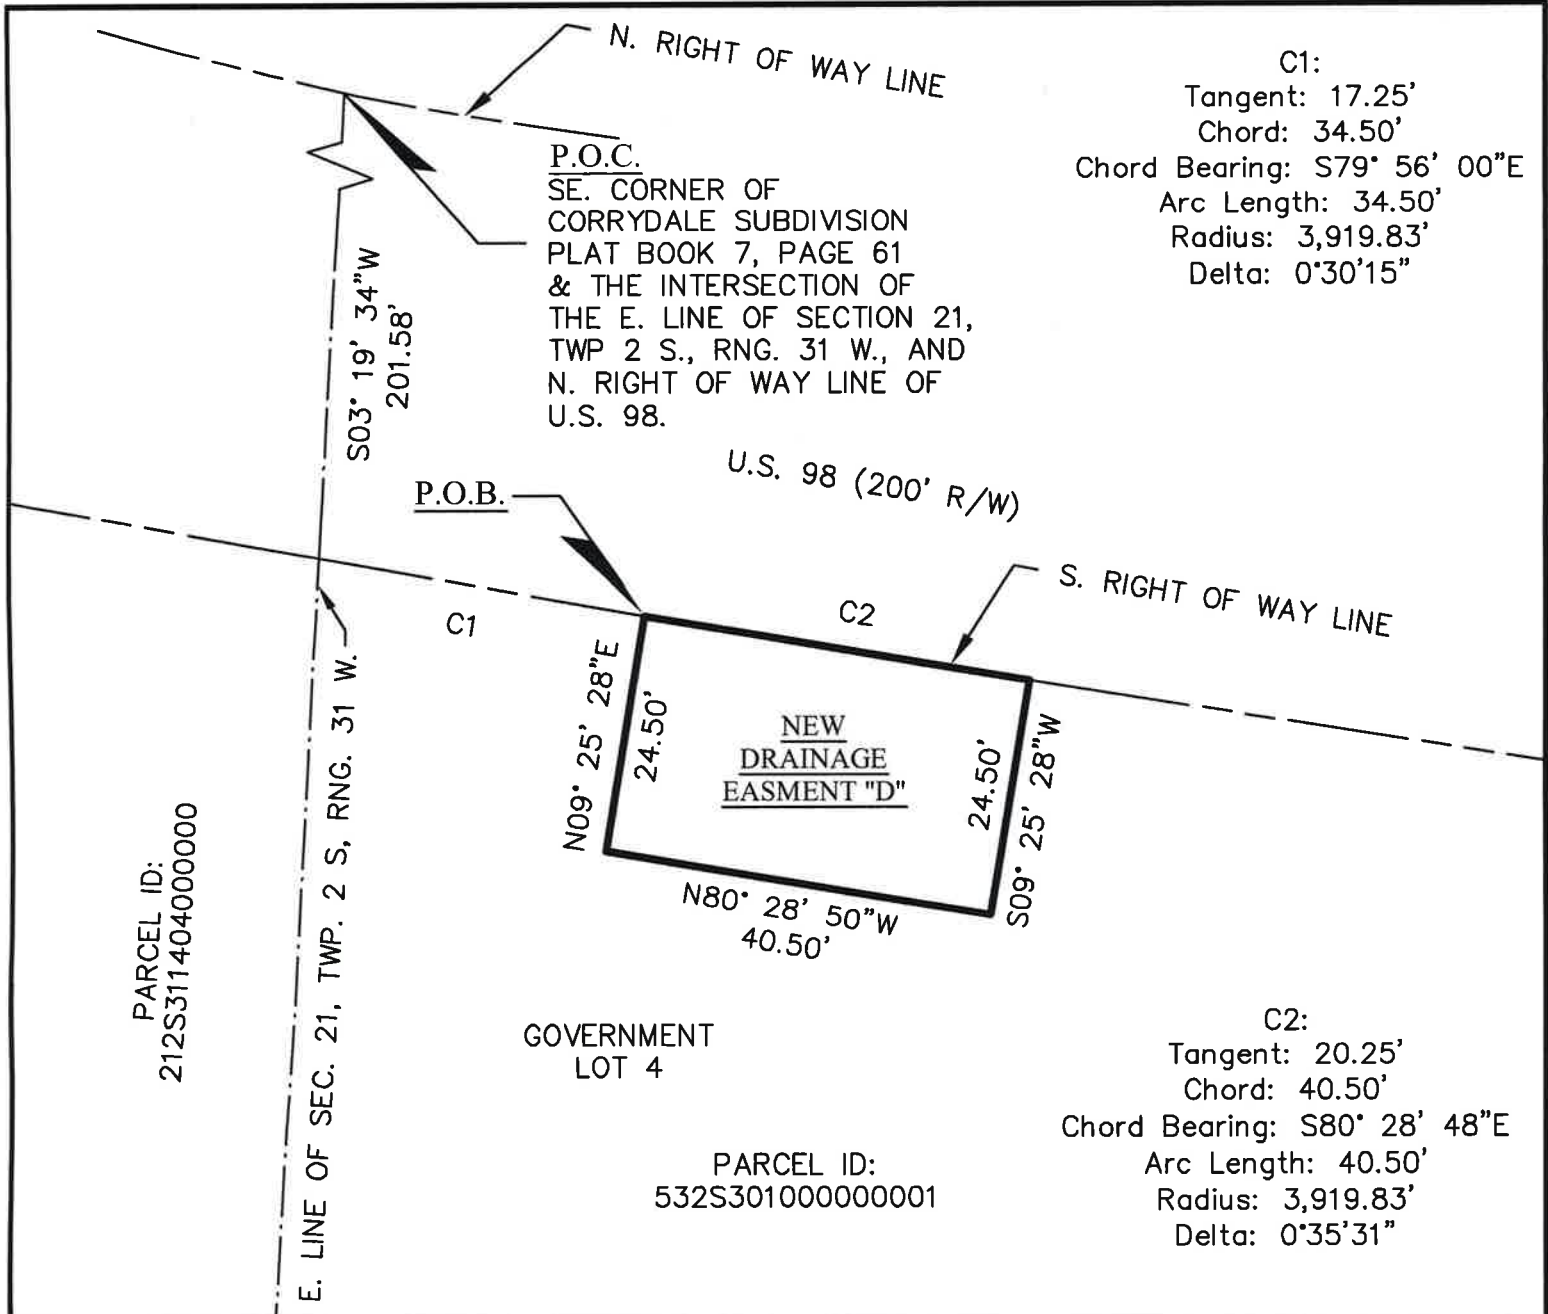 N. RIGHT OF WAY LINE
C1:
Tangent: 17.25'
Chord: 34.50'
Chord Bearing: S79° 56' 00"E
Arc Length: 34.50'
Radius: 3,919.83'
Delta: 0°30'15"
P.O.C.
SE. CORNER OF
CORRYDALE SUBDIVISION
PLAT BOOK 7, PAGE 61
& THE INTERSECTION OF
THE E. LINE OF SECTION 21,
TWP 2 S., RNG. 31 W., AND
N. RIGHT OF WAY LINE OF
U.S. 98.
S03° 19' 34"W
201.58'
U.S. 98 (200' R/W)
P.O.B.
S. RIGHT OF WAY LINE
C1
C2
N09° 25' 28"E
24.50'
NEW
DRAINAGE
EASMENT "D"
24.50'
S09° 25' 28"W
N80° 28' 50"W
40.50'
PARCEL ID:
212S311404000000
E. LINE OF SEC. 21, TWP. 2 S, RNG. 31 W.
GOVERNMENT
LOT 4
PARCEL ID:
532S301000000001
C2:
Tangent: 20.25'
Chord: 40.50'
Chord Bearing: S80° 28' 48"E
Arc Length: 40.50'
Radius: 3,919.83'
Delta: 0°35'31"